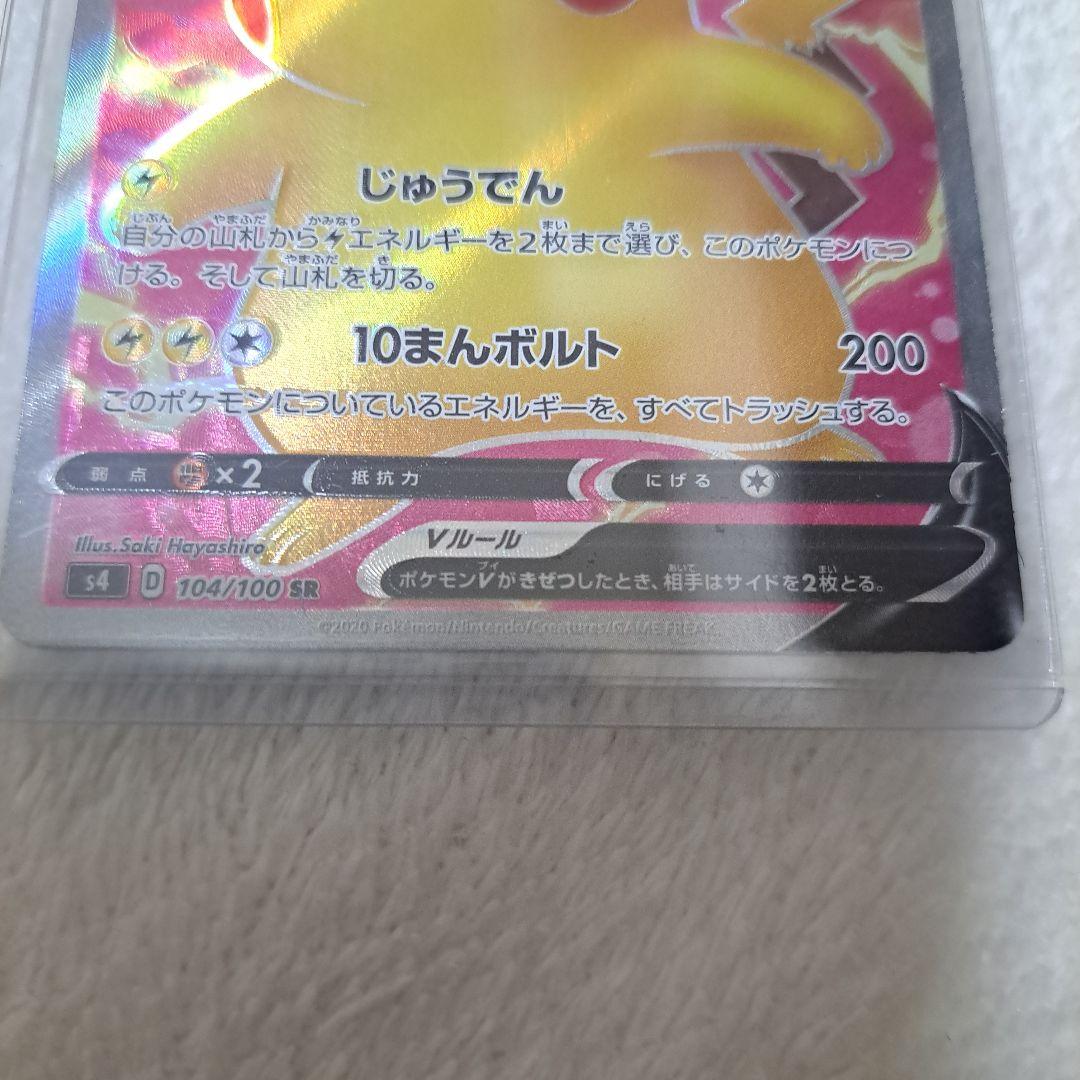 じゅうでん
自分の山札からエネルギーを2枚まで選び、このポケモンにつ
ける。そして山札を切る。
10まんボルト 200
このポケモンについているエネルギーを、すべてトラッシュする。
弱点 ×2 抵抗力 にげる
Illus. Saki Hayashiro
Vルール
s4 D 104/100 SR
ポケモンVがきぜつしたとき、相手はサイドを2枚とる。
©2020 Pokémon/Nintendo/Creatures/GAME FREAK.